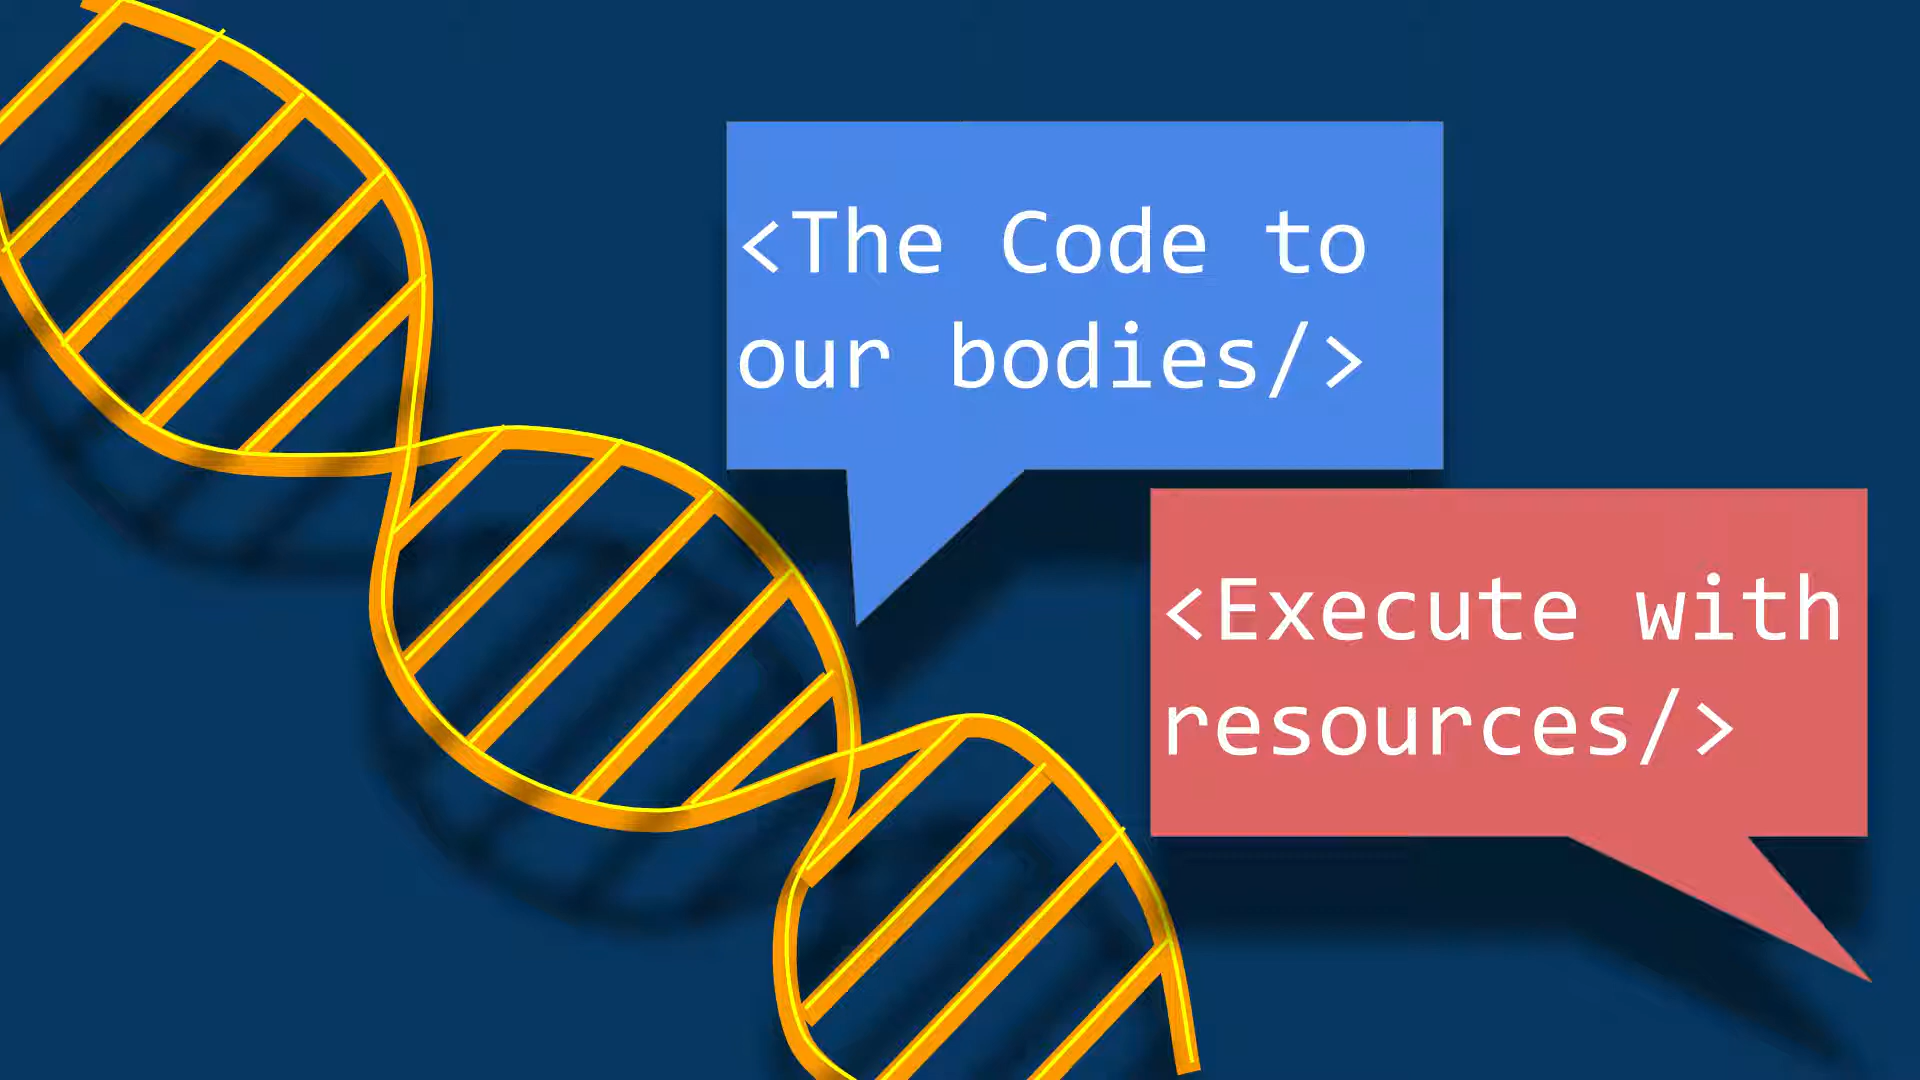 <The Code to
our bodies/>
<Execute with
resources/>